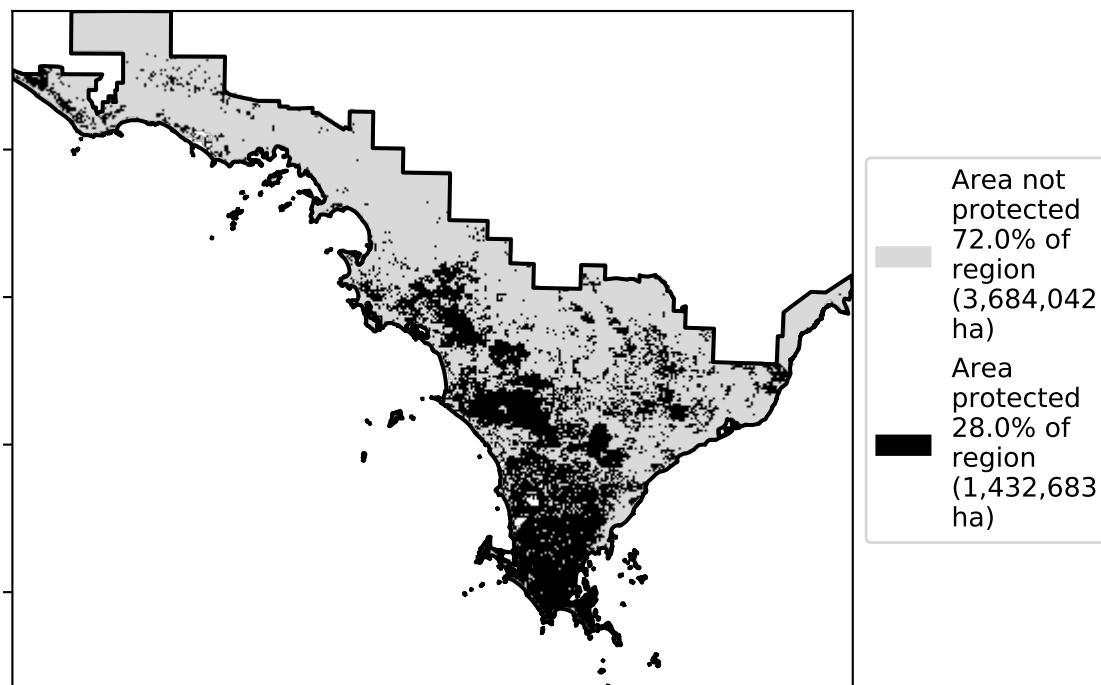 Area not
protected
72.0% of
region
(3,684,042
ha)
Area
protected
28.0% of
region
(1,432,683
ha)